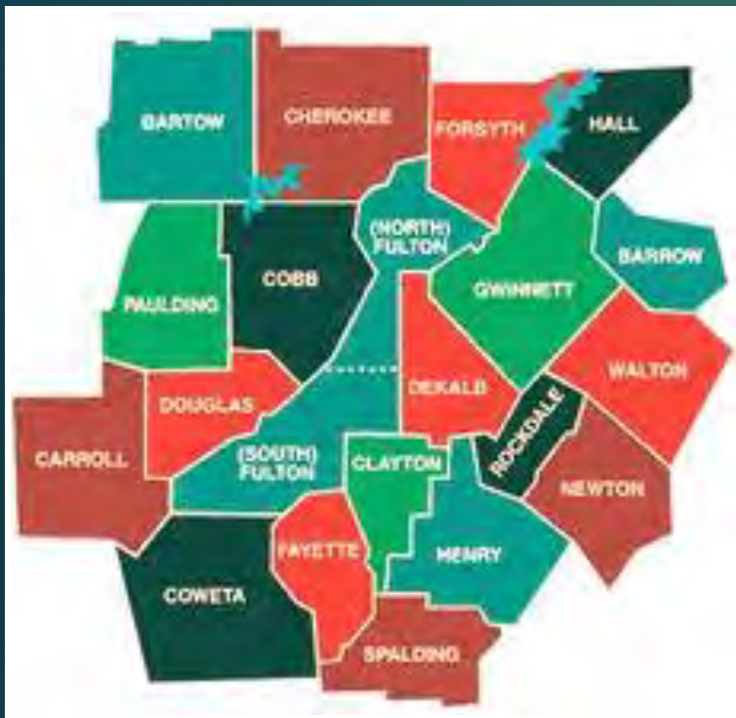 BARTOW
CHEROKEE
FORSYTH
HALL
(NORTH)
FULTON
BARROW
COBB
GWINNETT
PAULDING
WALTON
DEKALB
DOUGLAS
ROCKDALE
CARROLL
(SOUTH)
FULTON
CLAYTON
NEWTON
FAYETTE
HENRY
COWETA
SPALDING